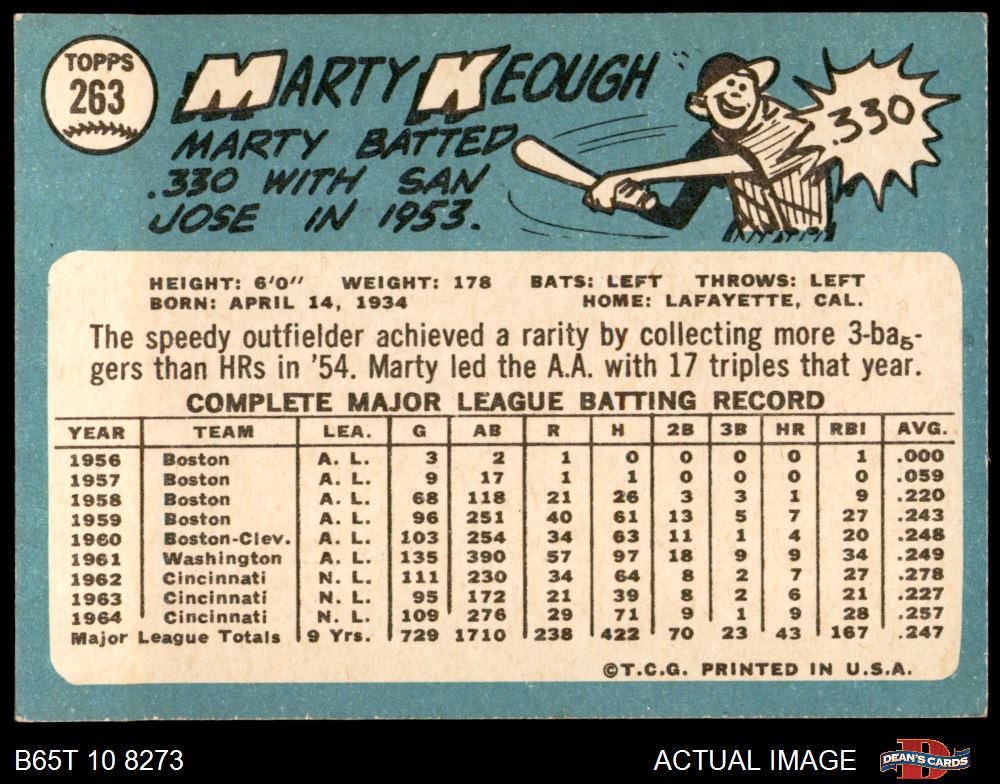 TOPPS
263
MARTY KEOUGH
MARTY BATTED
.330 WITH SAN
JOSE IN 1953.
.330
HEIGHT: 6'0" WEIGHT: 178 BATS: LEFT THROWS: LEFT
BORN: APRIL 14, 1934 HOME: LAFAYETTE, CAL.
The speedy outfielder achieved a rarity by collecting more 3-bag-
gers than HRs in '54. Marty led the A.A. with 17 triples that year.
COMPLETE MAJOR LEAGUE BATTING RECORD
YEAR TEAM LEA. G AB R H 2B 3B HR RBI AVG.
1956 Boston A. L. 3 2 1 0 0 0 0 1 .000
1957 Boston A. L. 9 17 1 1 0 0 0 0 .059
1958 Boston A. L. 68 118 21 26 3 3 1 9 .220
1959 Boston A. L. 96 251 40 61 13 5 7 27 .243
1960 Boston-Clev. A. L. 103 254 34 63 11 1 4 20 .248
1961 Washington A. L. 135 390 57 97 18 9 9 34 .249
1962 Cincinnati N. L. 111 230 34 64 8 2 7 27 .278
1963 Cincinnati N. L. 95 172 21 39 8 2 6 21 .227
1964 Cincinnati N. L. 109 276 29 71 9 1 9 28 .257
Major League Totals 9 Yrs. 729 1710 238 422 70 23 43 167 .247
©T.C.G. PRINTED IN U.S.A.
B65T 10 8273 ACTUAL IMAGE D DEAN'S CARDS